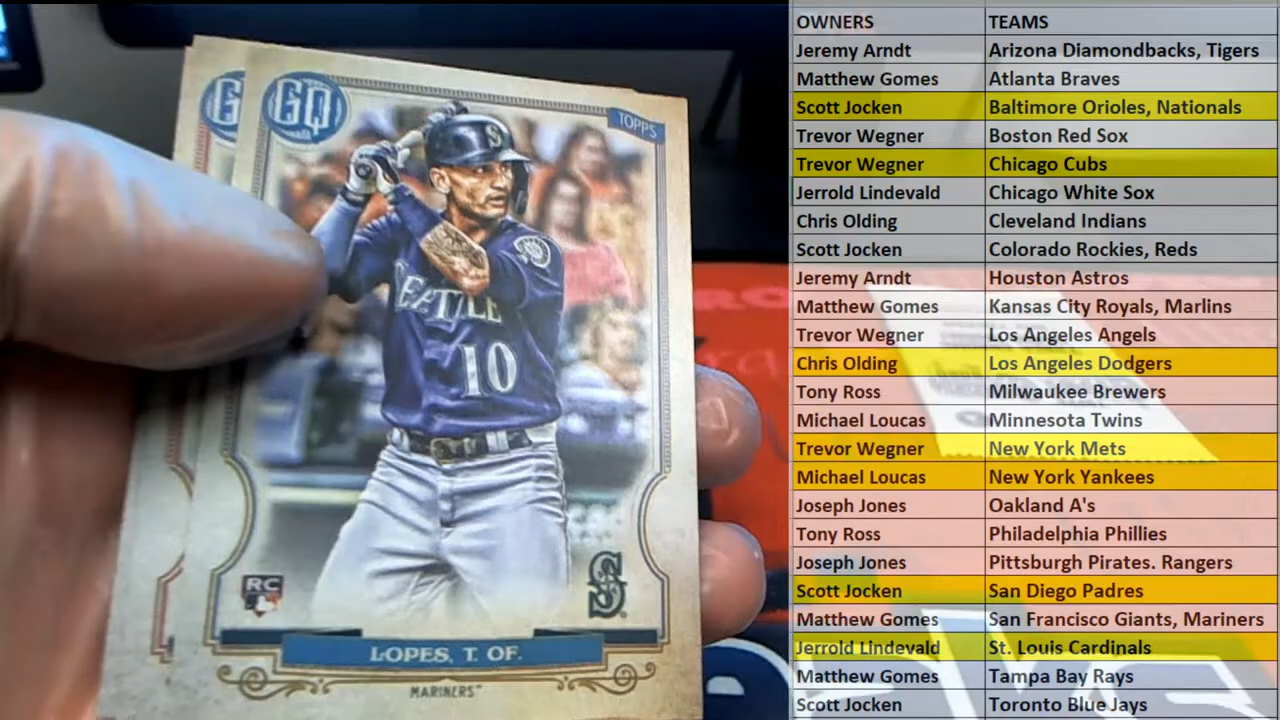 GQ
TOPPS
S
SEATTLE
10
RC
S
LOPES, T. OF.
MARINERS™
OWNERS TEAMS
Jeremy Arndt Arizona Diamondbacks, Tigers
Matthew Gomes Atlanta Braves
Scott Jocken Baltimore Orioles, Nationals
Trevor Wegner Boston Red Sox
Trevor Wegner Chicago Cubs
Jerrold Lindevald Chicago White Sox
Chris Olding Cleveland Indians
Scott Jocken Colorado Rockies, Reds
Jeremy Arndt Houston Astros
Matthew Gomes Kansas City Royals, Marlins
Trevor Wegner Los Angeles Angels
Chris Olding Los Angeles Dodgers
Tony Ross Milwaukee Brewers
Michael Loucas Minnesota Twins
Trevor Wegner New York Mets
Michael Loucas New York Yankees
Joseph Jones Oakland A's
Tony Ross Philadelphia Phillies
Joseph Jones Pittsburgh Pirates. Rangers
Scott Jocken San Diego Padres
Matthew Gomes San Francisco Giants, Mariners
Jerrold Lindevald St. Louis Cardinals
Matthew Gomes Tampa Bay Rays
Scott Jocken Toronto Blue Jays